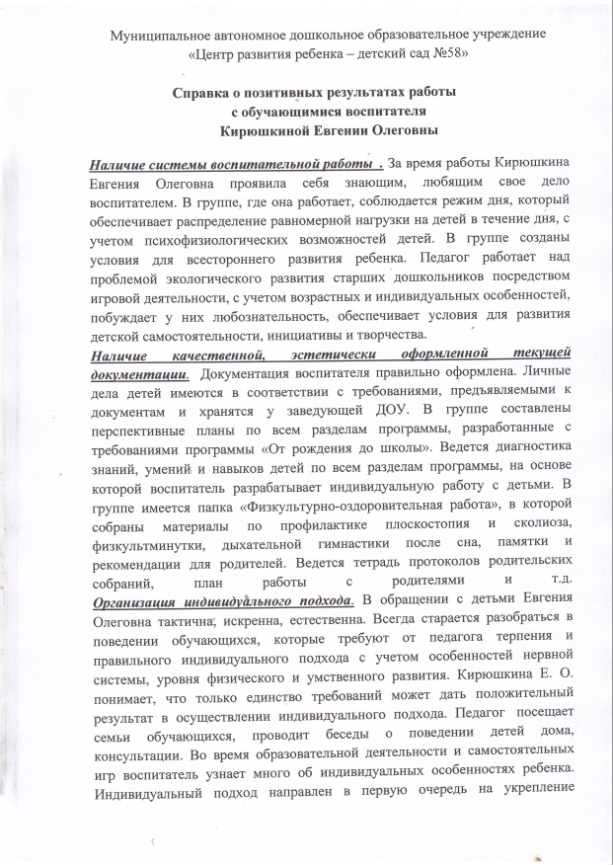 Муниципальное автономное дошкольное образовательное учреждение
«Центр развития ребенка – детский сад №58»
Справка о позитивных результатах работы
с обучающимися воспитателя
Кирюшкиной Евгении Олеговны
Наличие системы воспитательной работы . За время работы Кирюшкина
Евгения Олеговна проявила себя знающим, любящим свое дело
воспитателем. В группе, где она работает, соблюдается режим дня, который
обеспечивает распределение равномерной нагрузки на детей в течение дня, с
учетом психофизиологических возможностей детей. В группе созданы
условия для всестороннего развития ребенка. Педагог работает над
проблемой экологического развития старших дошкольников посредством
игровой деятельности, с учетом возрастных и индивидуальных особенностей,
побуждает у них любознательность, обеспечивает условия для развития
детской самостоятельности, инициативы и творчества.
Наличие качественной, эстетически оформленной текущей
документации. Документация воспитателя правильно оформлена. Личные
дела детей имеются в соответствии с требованиями, предъявляемыми к
документам и хранятся у заведующей ДОУ. В группе составлены
перспективные планы по всем разделам программы, разработанные с
требованиями программы «От рождения до школы». Ведется диагностика
знаний, умений и навыков детей по всем разделам программы, на основе
которой воспитатель разрабатывает индивидуальную работу с детьми. В
группе имеется папка «Физкультурно-оздоровительная работа», в которой
собраны материалы по профилактике плоскостопия и сколиоза,
физкультминутки, дыхательной гимнастики после сна, памятки и
рекомендации для родителей. Ведется тетрадь протоколов родительских
собраний, план работы с родителями и т.д.
Организация индивидуального подхода. В обращении с детьми Евгения
Олеговна тактична, искренна, естественна. Всегда старается разобраться в
поведении обучающихся, которые требуют от педагога терпения и
правильного индивидуального подхода с учетом особенностей нервной
системы, уровня физического и умственного развития. Кирюшкина Е. О.
понимает, что только единство требований может дать положительный
результат в осуществлении индивидуального подхода. Педагог посещает
семьи обучающихся, проводит беседы о поведении детей дома,
консультации. Во время образовательной деятельности и самостоятельных
игр воспитатель узнает много об индивидуальных особенностях ребенка.
Индивидуальный подход направлен в первую очередь на укрепление